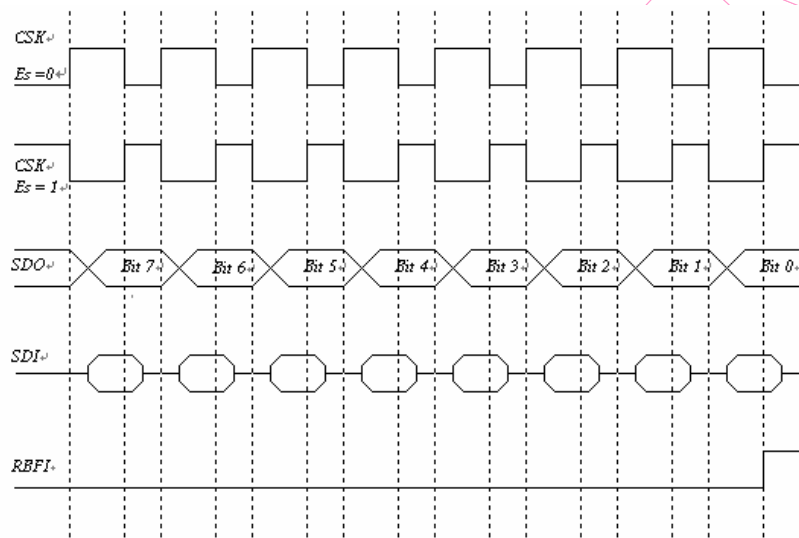 CSK↵
Es =0↵
CSK↵
Es = 1↵
SDO↵ Bit 7↵ Bit 6↵ Bit 5↵ Bit 4↵ Bit 3↵ Bit 2↵ Bit 1↵ Bit 0↵
SDI↵
RBFI↵